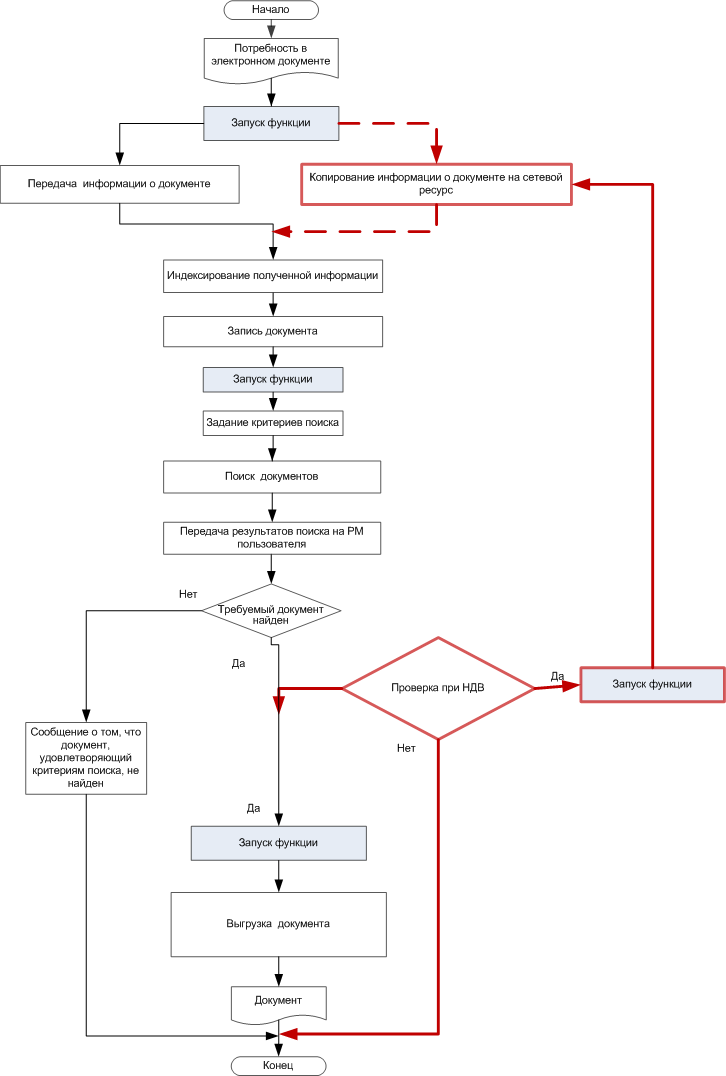 Начало
Потребность в
электронном документе
Запуск функции
Передача информации о документе
Копирование информации о документе на сетевой
ресурс
Индексирование полученной информации
Запись документа
Запуск функции
Задание критериев поиска
Поиск документов
Передача результатов поиска на РМ
пользователя
Нет
Требуемый документ
найден
Да
Проверка при НДВ
Да
Запуск функции
Нет
Сообщение о том, что
документ,
удовлетворяющий
критериям поиска, не
найден
Да
Запуск функции
Выгрузка документа
Документ
Конец